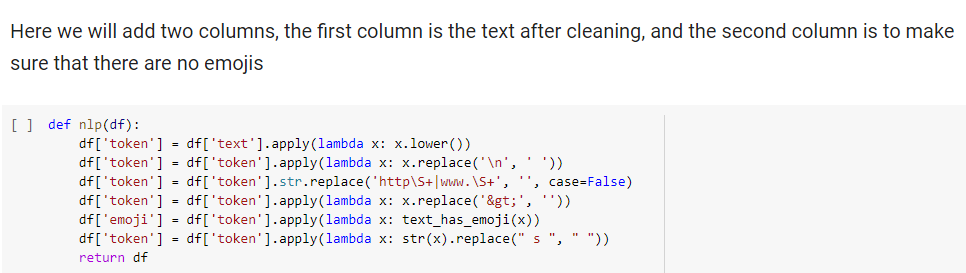 Here we will add two columns, the first column is the text after cleaning, and the second column is to make
sure that there are no emojis
[ ] def nlp(df):
df['token'] = df['text'].apply(lambda x: x.lower())
df['token'] = df['token'].apply(lambda x: x.replace('\n', ' '))
df['token'] = df['token'].str.replace('http\S+|www.\S+', '', case=False)
df['token'] = df['token'].apply(lambda x: x.replace('&gt;', ''))
df['emoji'] = df['token'].apply(lambda x: text_has_emoji(x))
df['token'] = df['token'].apply(lambda x: str(x).replace(" s ", " "))
return df